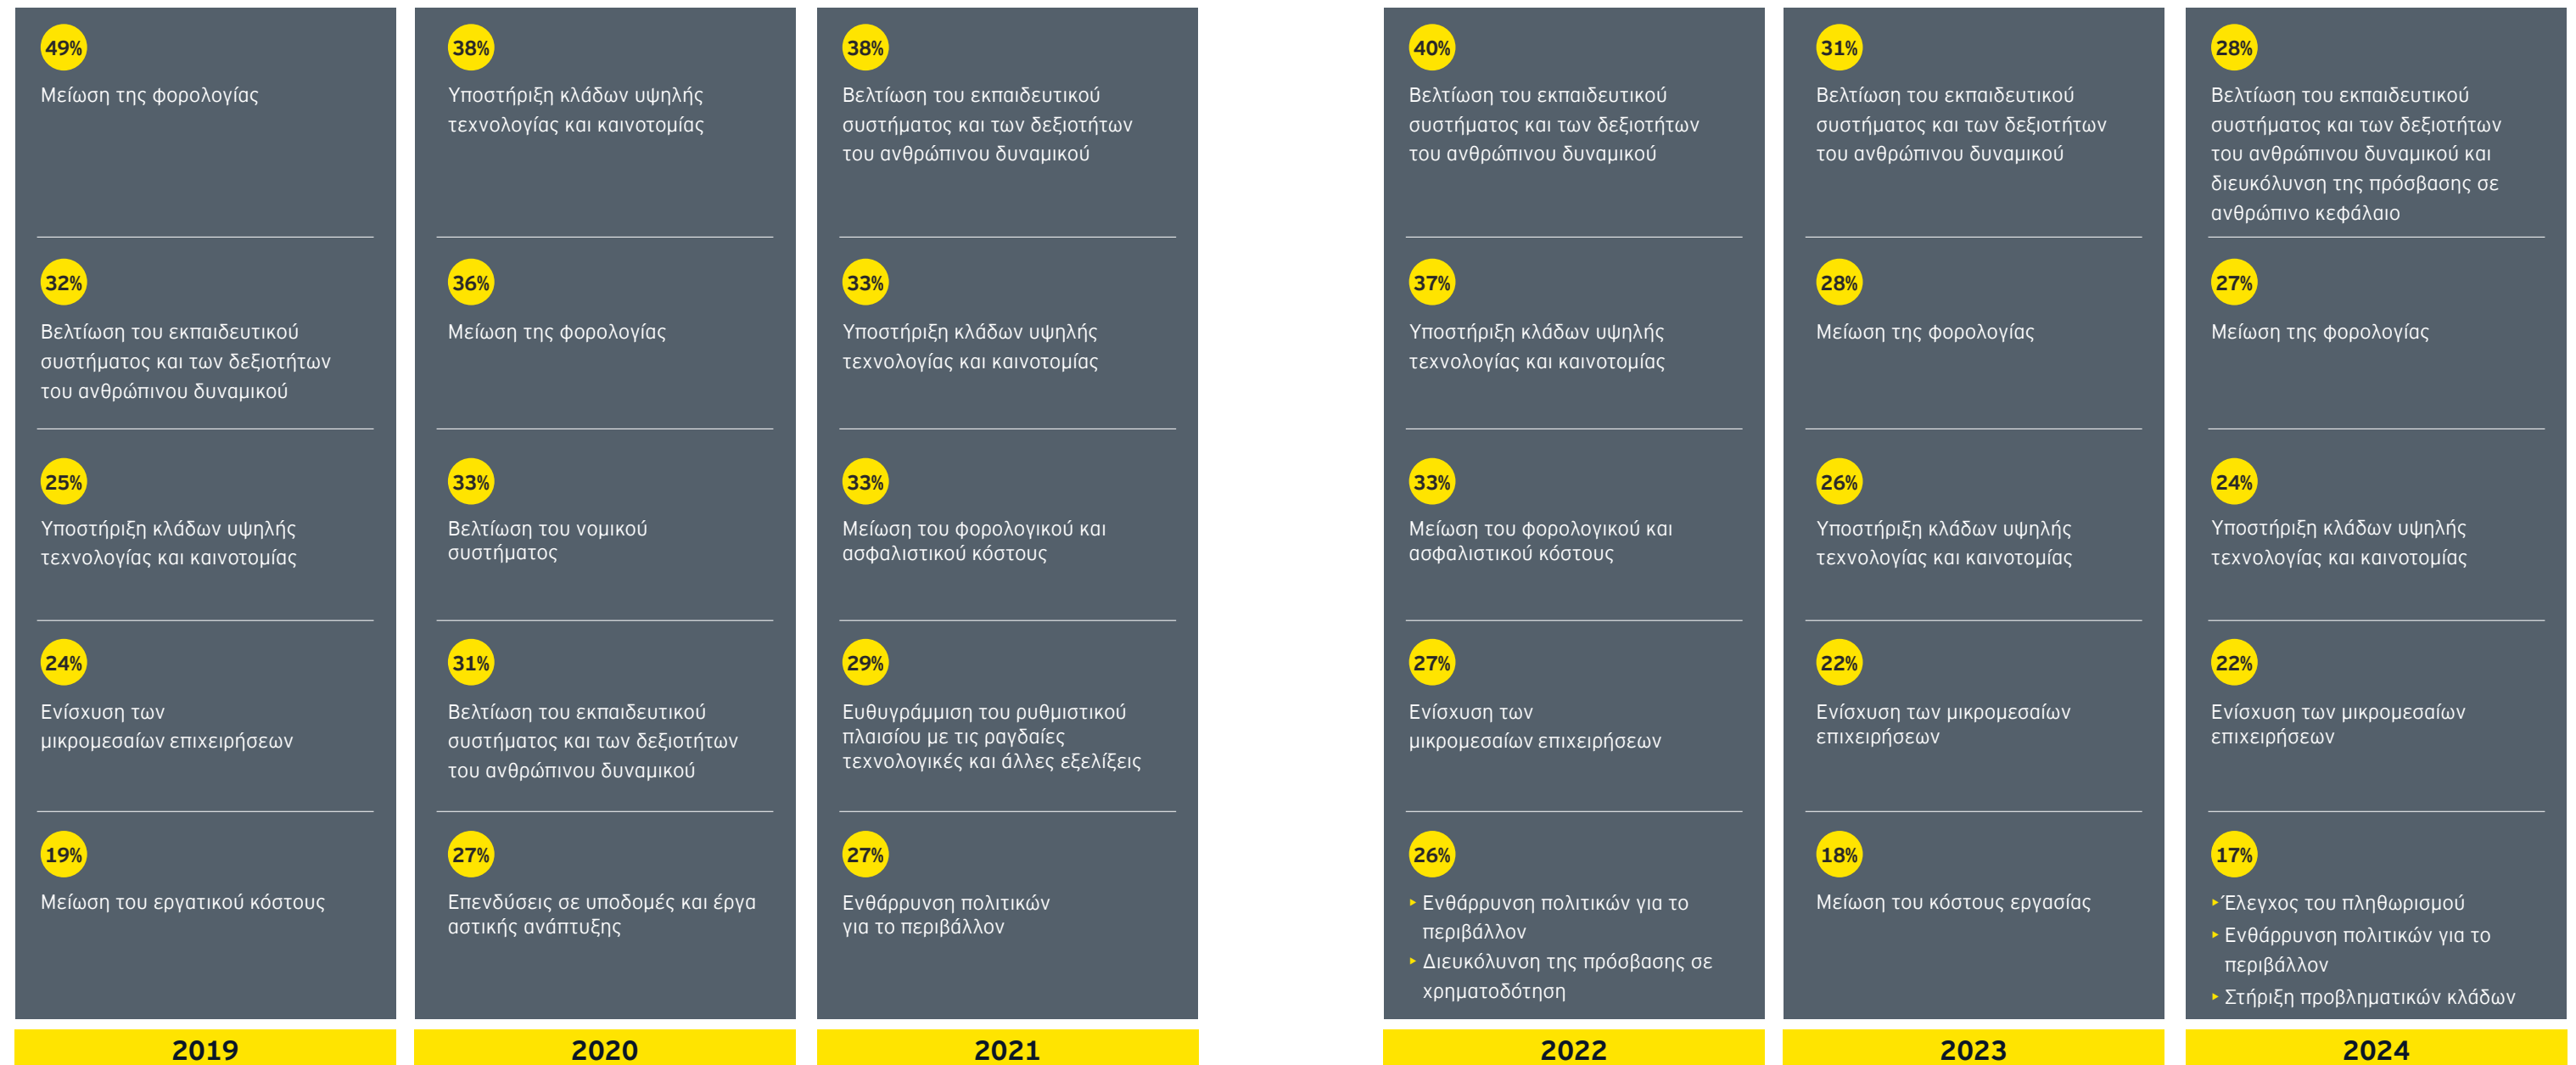 49%
Μείωση της φορολογίας
32%
Βελτίωση του εκπαιδευτικού
συστήματος και των δεξιοτήτων
του ανθρώπινου δυναμικού
25%
Υποστήριξη κλάδων υψηλής
τεχνολογίας και καινοτομίας
24%
Ενίσχυση των
μικρομεσαίων επιχειρήσεων
19%
Μείωση του εργατικού κόστους
2019
38%
Υποστήριξη κλάδων υψηλής
τεχνολογίας και καινοτομίας
36%
Μείωση της φορολογίας
33%
Βελτίωση του νομικού
συστήματος
31%
Βελτίωση του εκπαιδευτικού
συστήματος και των δεξιοτήτων
του ανθρώπινου δυναμικού
27%
Επενδύσεις σε υποδομές και έργα
αστικής ανάπτυξης
2020
38%
Βελτίωση του εκπαιδευτικού
συστήματος και των δεξιοτήτων
του ανθρώπινου δυναμικού
33%
Υποστήριξη κλάδων υψηλής
τεχνολογίας και καινοτομίας
33%
Μείωση του φορολογικού και
ασφαλιστικού κόστους
29%
Ευθυγράμμιση του ρυθμιστικού
πλαισίου με τις ραγδαίες
τεχνολογικές και άλλες εξελίξεις
27%
Ενθάρρυνση πολιτικών
για το περιβάλλον
2021
40%
Βελτίωση του εκπαιδευτικού
συστήματος και των δεξιοτήτων
του ανθρώπινου δυναμικού
37%
Υποστήριξη κλάδων υψηλής
τεχνολογίας και καινοτομίας
33%
Μείωση του φορολογικού και
ασφαλιστικού κόστους
27%
Ενίσχυση των
μικρομεσαίων επιχειρήσεων
26%
‣ Ενθάρρυνση πολιτικών για το
περιβάλλον
‣ Διευκόλυνση της πρόσβασης σε
χρηματοδότηση
2022
31%
Βελτίωση του εκπαιδευτικού
συστήματος και των δεξιοτήτων
του ανθρώπινου δυναμικού
28%
Μείωση της φορολογίας
26%
Υποστήριξη κλάδων υψηλής
τεχνολογίας και καινοτομίας
22%
Ενίσχυση των μικρομεσαίων
επιχειρήσεων
18%
Μείωση του κόστους εργασίας
2023
28%
Βελτίωση του εκπαιδευτικού
συστήματος και των δεξιοτήτων
του ανθρώπινου δυναμικού και
διευκόλυνση της πρόσβασης σε
ανθρώπινο κεφάλαιο
27%
Μείωση της φορολογίας
24%
Υποστήριξη κλάδων υψηλής
τεχνολογίας και καινοτομίας
22%
Ενίσχυση των μικρομεσαίων
επιχειρήσεων
17%
‣ Έλεγχος του πληθωρισμού
‣ Ενθάρρυνση πολιτικών για το
περιβάλλον
‣ Στήριξη προβληματικών κλάδων
2024